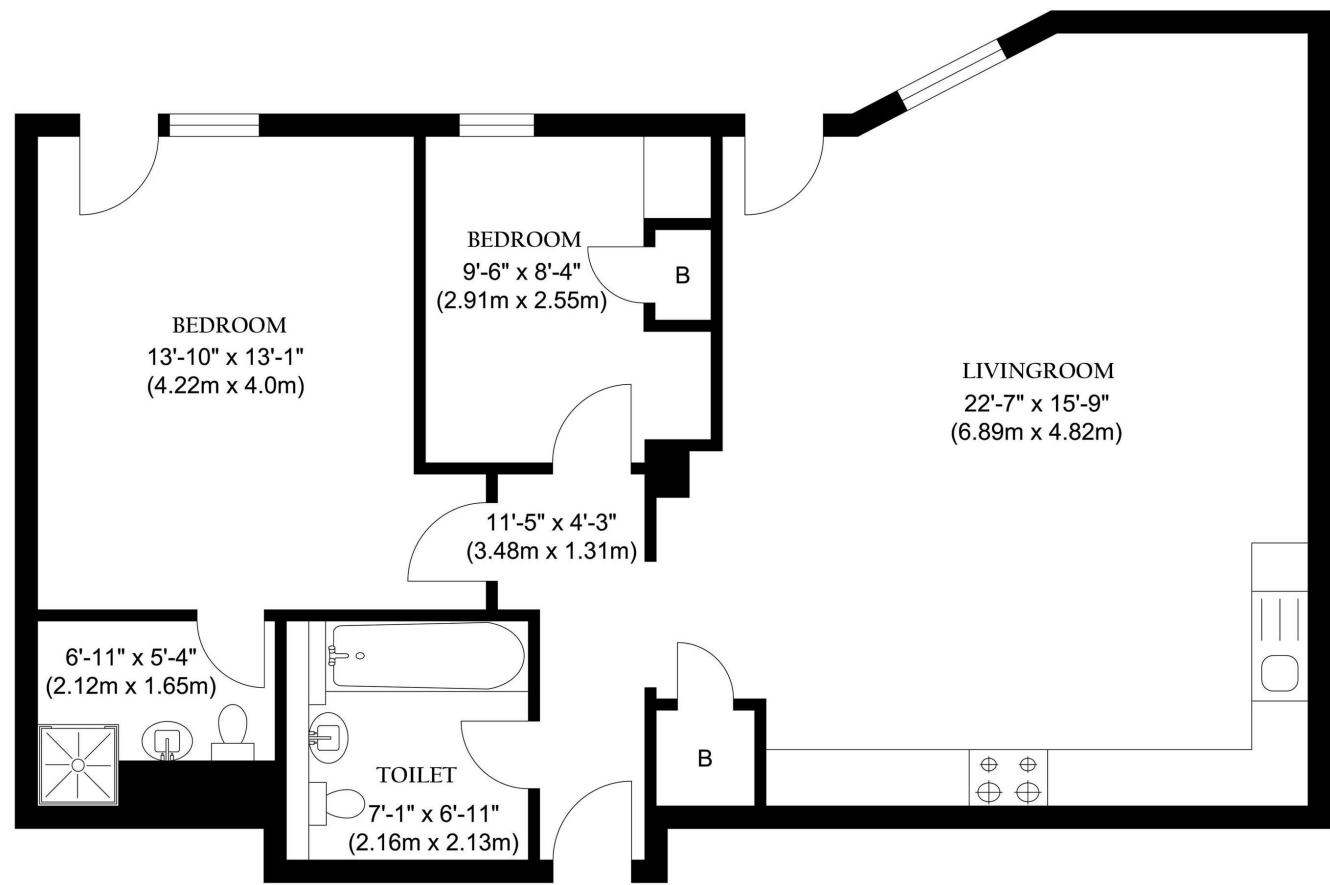 BEDROOM
13'-10" x 13'-1"
(4.22m x 4.0m)
BEDROOM
9'-6" x 8'-4"
(2.91m x 2.55m)
B
LIVINGROOM
22'-7" x 15'-9"
(6.89m x 4.82m)
11'-5" x 4'-3"
(3.48m x 1.31m)
6'-11" x 5'-4"
(2.12m x 1.65m)
TOILET
7'-1" x 6'-11"
(2.16m x 2.13m)
B